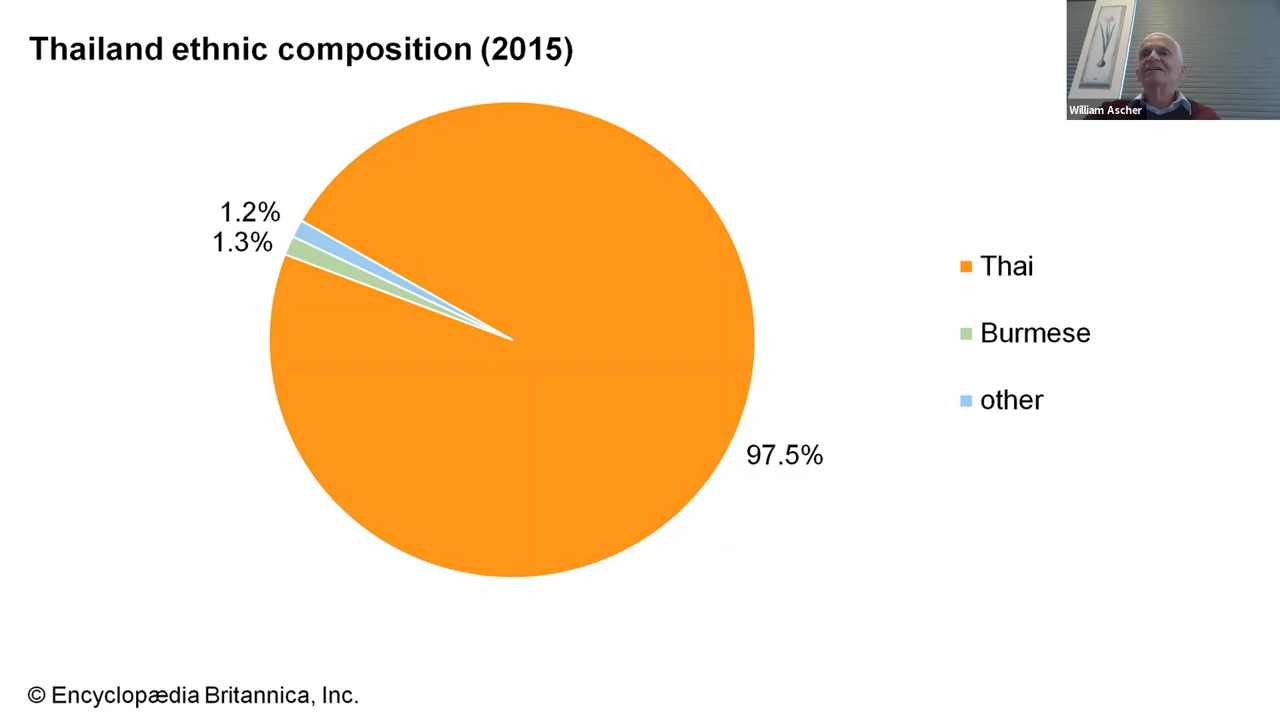 Thailand ethnic composition (2015)
William Ascher
1.2%
1.3%
97.5%
Thai
Burmese
other
© Encyclopædia Britannica, Inc.